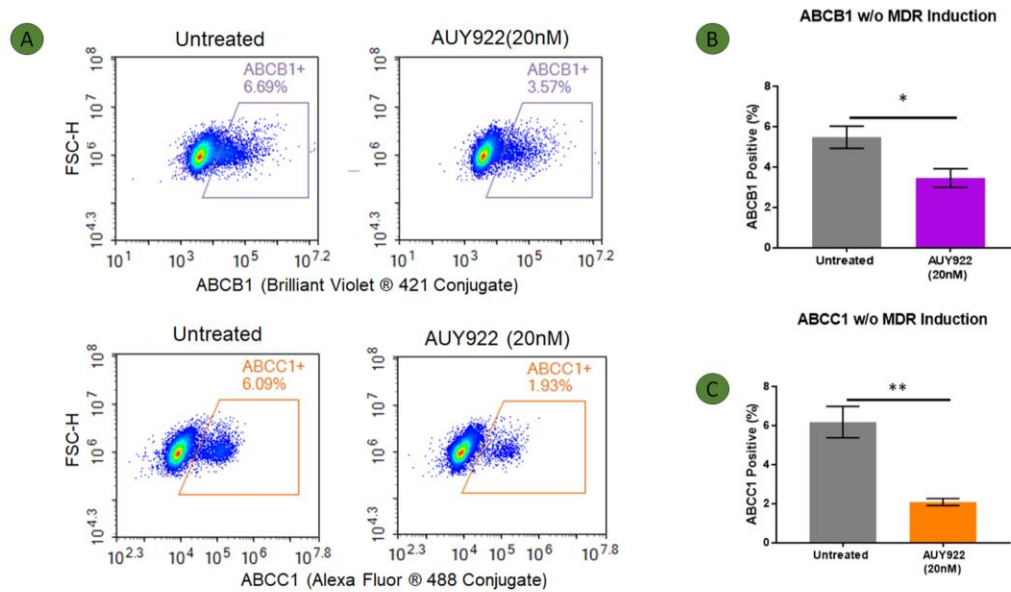 A
Untreated
ABCB1+
6.69%
10^8
10^7
10^6
10^4.3
FSC-H
10^1
10^3
10^5
10^7.2
AUY922(20nM)
ABCB1+
3.57%
10^8
10^7
10^6
10^4.3
10^1
10^3
10^5
10^7.2
ABCB1 (Brilliant Violet ® 421 Conjugate)
Untreated
ABCC1+
6.09%
10^8
10^7
10^6
10^4.3
FSC-H
10^2.3
10^4
10^5
10^6
10^7.8
AUY922 (20nM)
ABCC1+
1.93%
10^8
10^7
10^6
10^4.3
10^2.3
10^4
10^5
10^6
10^7.8
ABCC1 (Alexa Fluor ® 488 Conjugate)
B
ABCB1 w/o MDR Induction
ABCB1 Positive (%)
8
6
4
2
0
*
Untreated
AUY922
(20nM)
C
ABCC1 w/o MDR Induction
ABCC1 Positive (%)
8
6
4
2
0
**
Untreated
AUY922
(20nM)